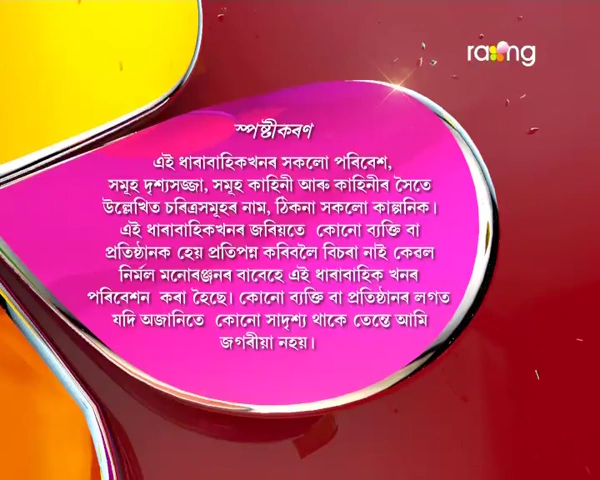 rang
স্পষ্টীকৰণ
এই ধাৰাবাহিকখনৰ সকলো পৰিবেশ,
সমূহ দৃশ্যসজ্জা, সমূহ কাহিনী আৰু কাহিনীৰ সৈতে
উল্লেখিত চৰিত্ৰসমূহৰ নাম, ঠিকনা সকলো কাল্পনিক।
এই ধাৰাবাহিকখনৰ জৰিয়তে কোনো ব্যক্তি বা
প্ৰতিষ্ঠানক হেয় প্ৰতিপন্ন কৰিবলৈ বিচৰা নাই কেৱল
নিৰ্মল মনোৰঞ্জনৰ বাবেহে এই ধাৰাবাহিক খনৰ
পৰিবেশন কৰা হৈছে। কোনো ব্যক্তি বা প্ৰতিষ্ঠানৰ লগত
যদি অজানিতে কোনো সাদৃশ্য থাকে তেন্তে আমি
জগৰীয়া নহয়।